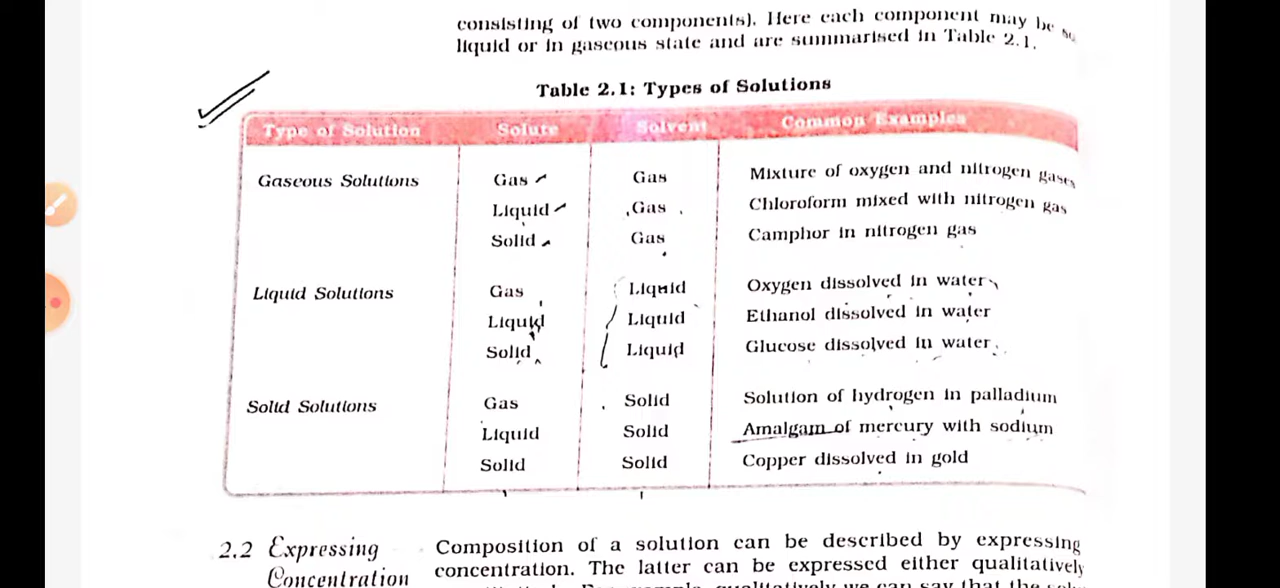 consisting of two components). Here each component may be
liquid or in gaseous state and are summarised in Table 2.1.
Table 2.1: Types of Solutions
Type of Solution Solute Solvent Common Examples
Gaseous Solutions Gas Gas Mixture of oxygen and nitrogen gases
Liquid Gas Chloroform mixed with nitrogen gas
Solid Gas Camphor in nitrogen gas
Liquid Solutions Gas Liquid Oxygen dissolved in water
Liquid Liquid Ethanol dissolved in water
Solid Liquid Glucose dissolved in water
Solid Solutions Gas Solid Solution of hydrogen in palladium
Liquid Solid Amalgam of mercury with sodium
Solid Solid Copper dissolved in gold
2.2 Expressing Composition of a solution can be described by expressing
Concentration concentration. The latter can be expressed either qualitatively
qualitatively we can say that the